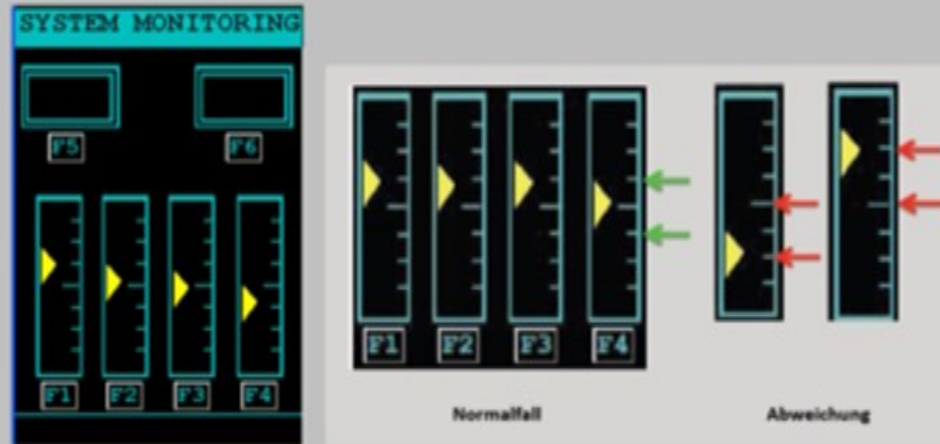 SYSTEM MONITORING
F5 F6
F1 F2 F3 F4
F1 F2 F3 F4
Normalfall Abweichung